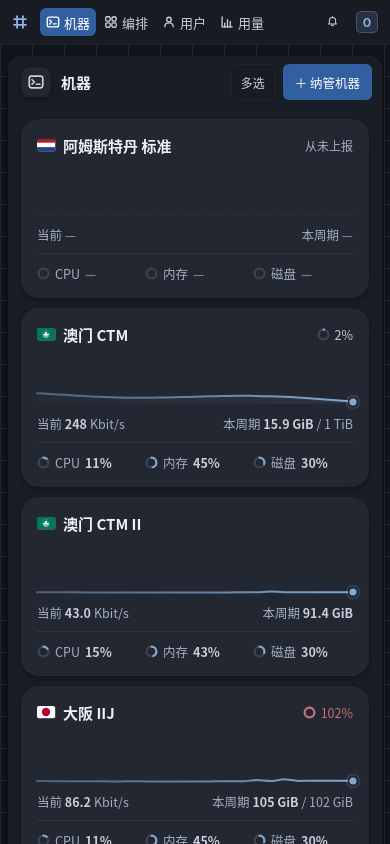 机器 编排 用户 用量 O
机器 多选 + 纳管机器
阿姆斯特丹 标准 从未上报
当前 — 本周期 —
CPU — 内存 — 磁盘 —
澳门 CTM 2%
当前 248 Kbit/s 本周期 15.9 GiB / 1 TiB
CPU 11% 内存 45% 磁盘 30%
澳门 CTM II
当前 43.0 Kbit/s 本周期 91.4 GiB
CPU 15% 内存 43% 磁盘 30%
大阪 IIJ 102%
当前 86.2 Kbit/s 本周期 105 GiB / 102 GiB
CPU 11% 内存 45% 磁盘 30%